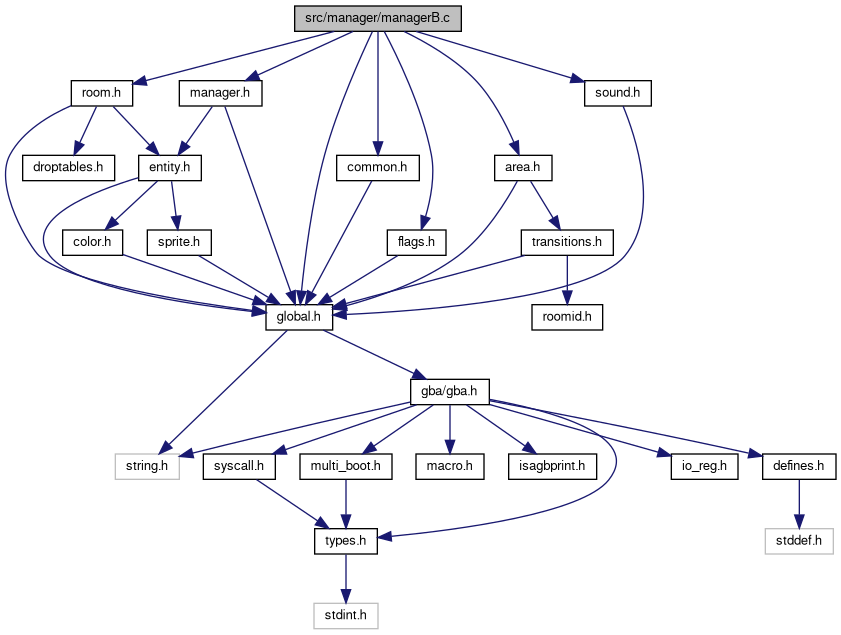 src/manager/managerB.c
room.h
manager.h
sound.h
droptables.h
entity.h
common.h
area.h
color.h
sprite.h
flags.h
transitions.h
global.h
roomid.h
gba/gba.h
string.h
syscall.h
multi_boot.h
macro.h
isagbprint.h
io_reg.h
defines.h
types.h
stddef.h
stdint.h